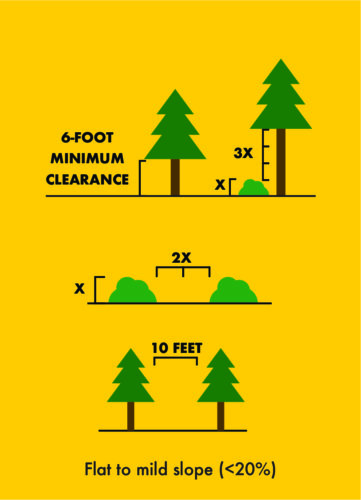 6-FOOT
MINIMUM
CLEARANCE
3X
X
2X
X
10 FEET
Flat to mild slope (<20%)